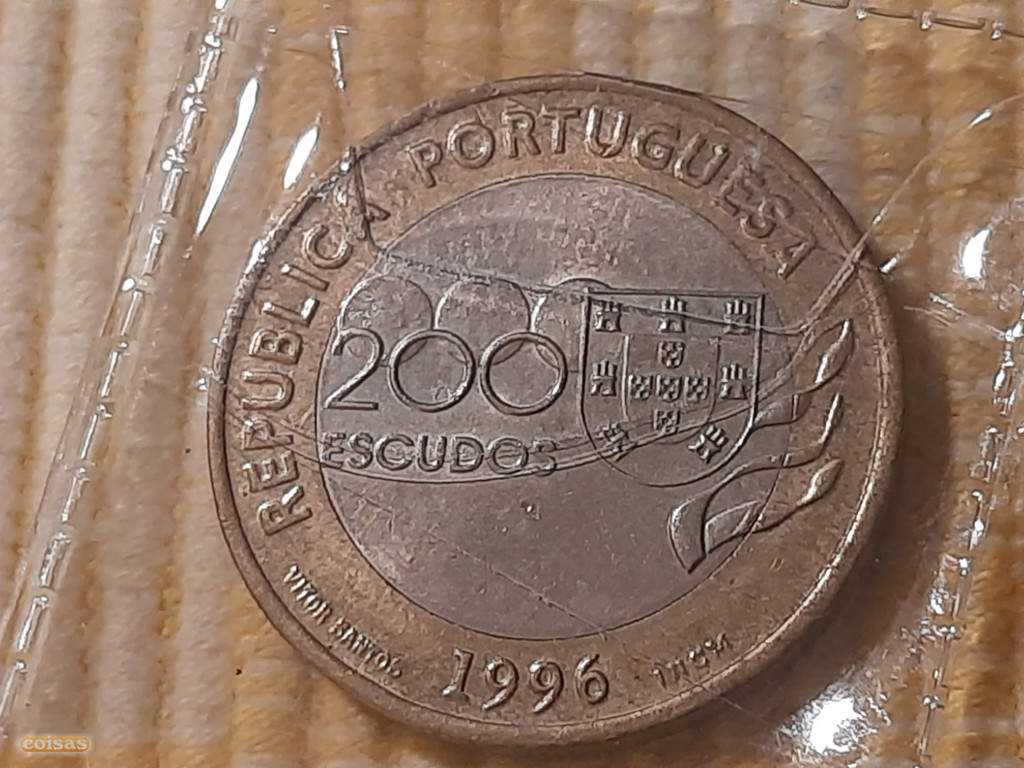 REPUBLICA PORTUGUESA
200
ESCUDOS
VITOR SANTOS
1996
INCM
coisas